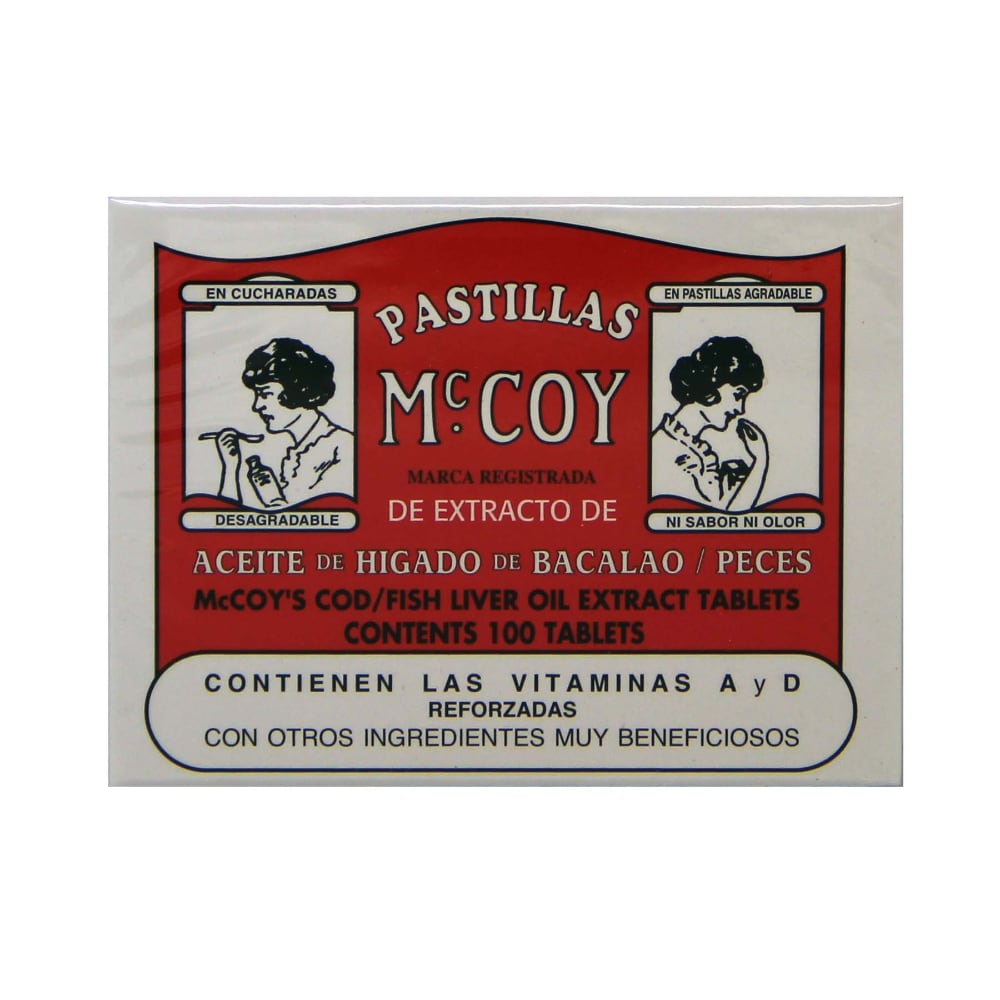 EN CUCHARADAS
DESAGRADABLE
PASTILLAS
McCOY
MARCA REGISTRADA
DE EXTRACTO DE
EN PASTILLAS AGRADABLE
NI SABOR NI OLOR
ACEITE DE HIGADO DE BACALAO / PECES
McCOY'S COD/FISH LIVER OIL EXTRACT TABLETS
CONTENTS 100 TABLETS
CONTIENEN LAS VITAMINAS A y D
REFORZADAS
CON OTROS INGREDIENTES MUY BENEFICIOSOS